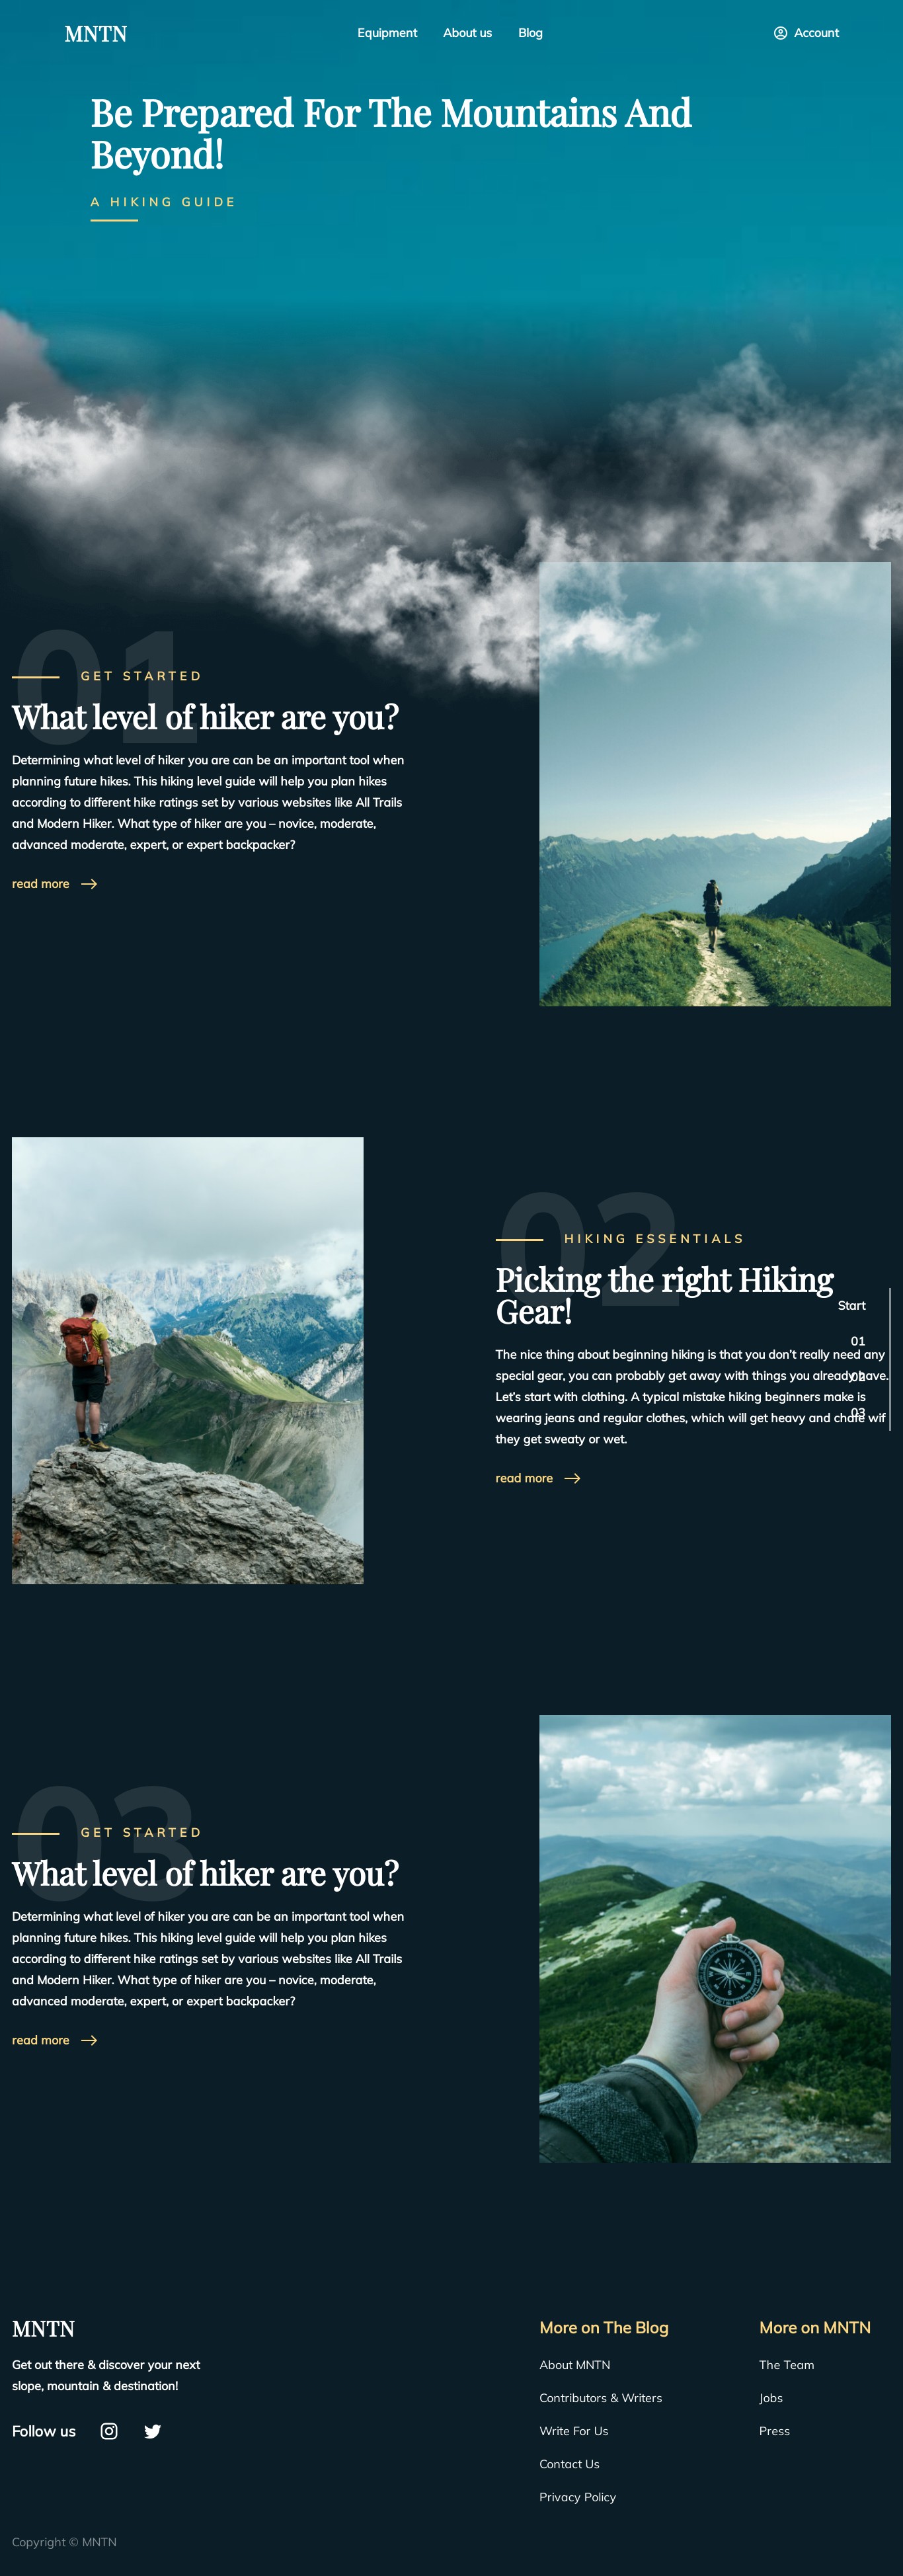 MNTN
Equipment
About us
Blog
Account
Be Prepared For The Mountains And
Beyond!
A HIKING GUIDE
01
GET STARTED
What level of hiker are you?
Determining what level of hiker you are can be an important tool when
planning future hikes. This hiking level guide will help you plan hikes
according to different hike ratings set by various websites like All Trails
and Modern Hiker. What type of hiker are you – novice, moderate,
advanced moderate, expert, or expert backpacker?
read more
02
HIKING ESSENTIALS
Picking the right Hiking
Gear!
The nice thing about beginning hiking is that you don’t really need any
special gear, you can probably get away with things you already have.
Let’s start with clothing. A typical mistake hiking beginners make is
wearing jeans and regular clothes, which will get heavy and chafe wif
they get sweaty or wet.
read more
Start
01
02
03
03
GET STARTED
What level of hiker are you?
Determining what level of hiker you are can be an important tool when
planning future hikes. This hiking level guide will help you plan hikes
according to different hike ratings set by various websites like All Trails
and Modern Hiker. What type of hiker are you – novice, moderate,
advanced moderate, expert, or expert backpacker?
read more
MNTN
Get out there & discover your next
slope, mountain & destination!
Follow us
More on The Blog
About MNTN
Contributors & Writers
Write For Us
Contact Us
Privacy Policy
More on MNTN
The Team
Jobs
Press
Copyright © MNTN